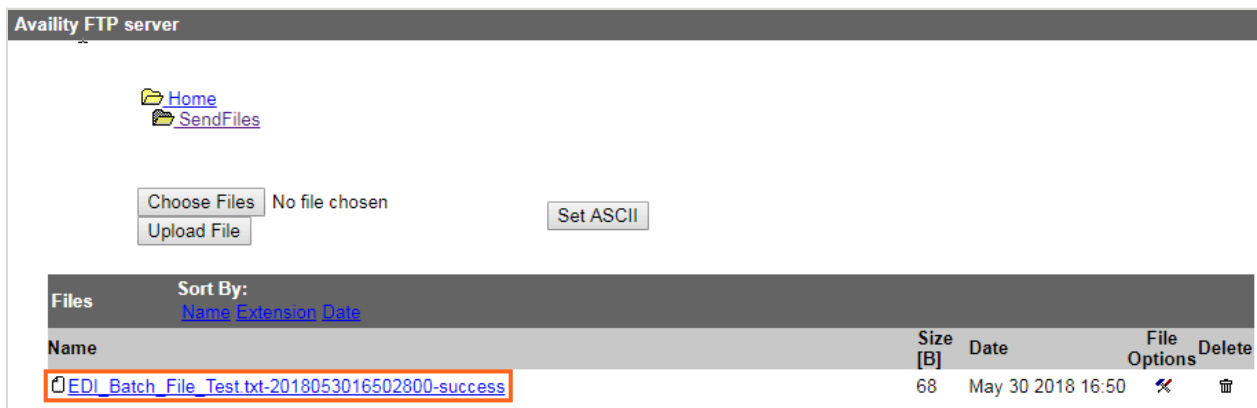 Availity FTP server
Home
SendFiles
Choose Files No file chosen
Upload File
Set ASCII
Files
Sort By:
Name Extension Date
Name Size [B] Date File Options Delete
EDI_Batch_File_Test.txt-2018053016502800-success 68 May 30 2018 16:50